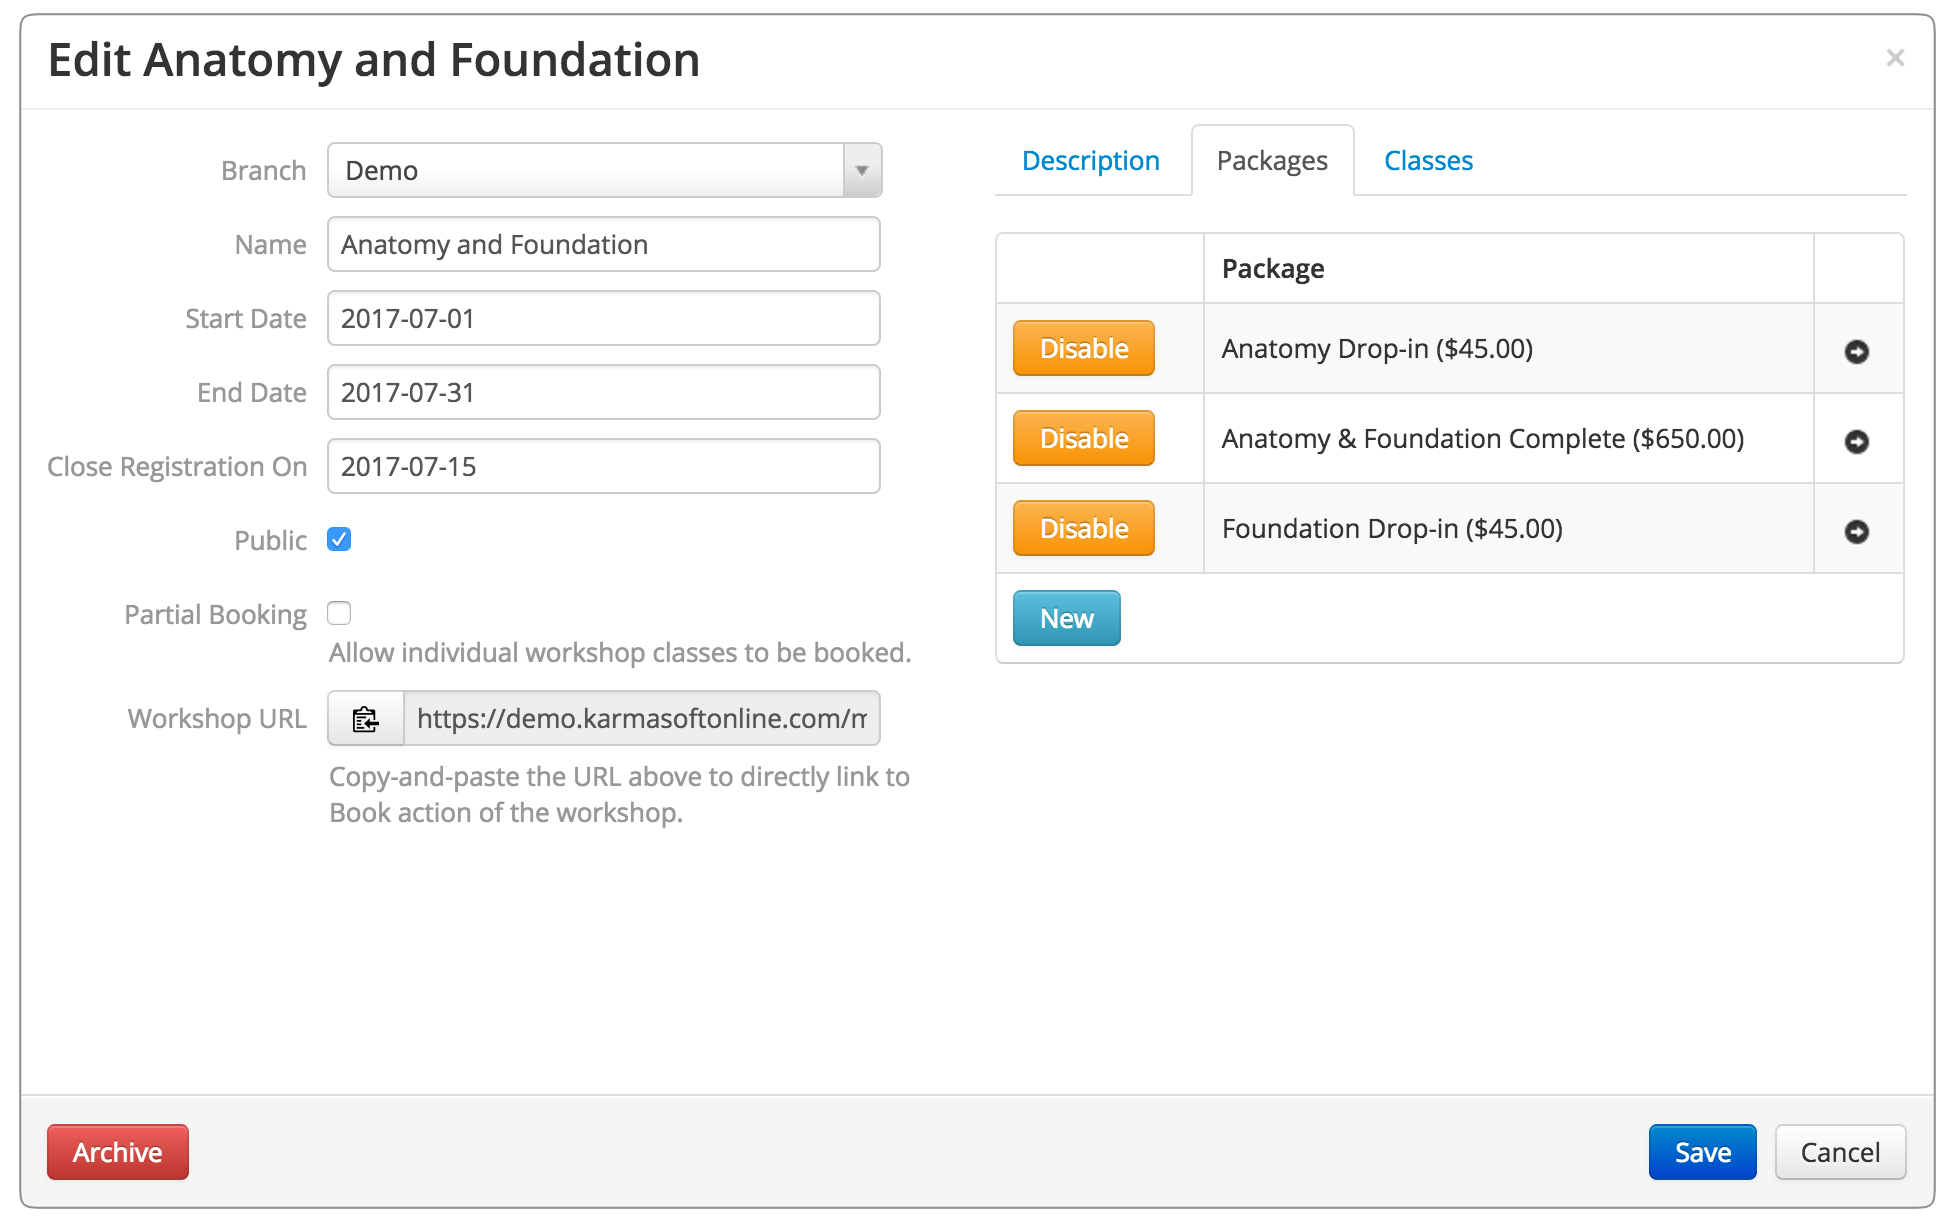 Edit Anatomy and Foundation
×
Branch
Demo
Name
Anatomy and Foundation
Start Date
2017-07-01
End Date
2017-07-31
Close Registration On
2017-07-15
Public
Partial Booking
Allow individual workshop classes to be booked.
Workshop URL
https://demo.karmasoftonline.com/m
Copy-and-paste the URL above to directly link to
Book action of the workshop.
Description
Packages
Classes
Package
Disable
Anatomy Drop-in ($45.00)
Disable
Anatomy & Foundation Complete ($650.00)
Disable
Foundation Drop-in ($45.00)
New
Archive
Save
Cancel